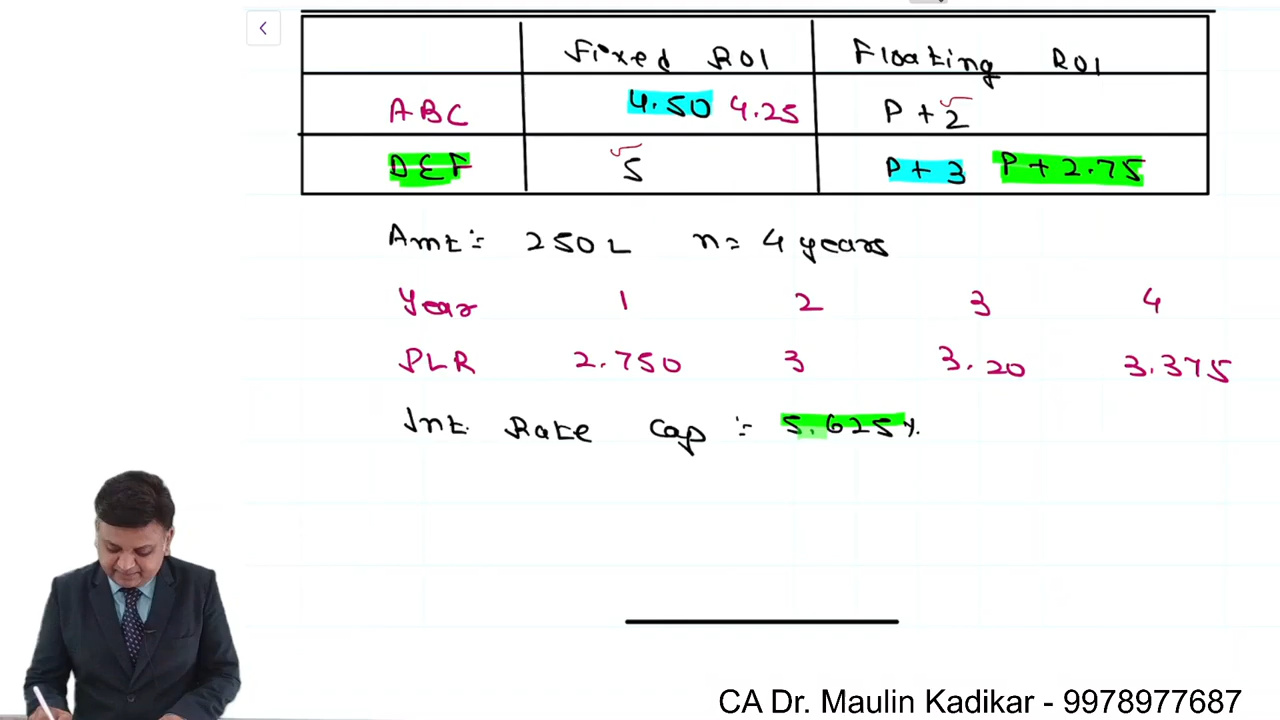 Fixed ROI Floating ROI
ABC 4.50 4.25 P + 2
DEF 5 P + 3 P + 2.75
Amt :- 250 L n = 4 years
Year 1 2 3 4
PLR 2.750 3 3.20 3.375
Int. Rate Cap :- 5.625%.
CA Dr. Maulin Kadikar - 9978977687